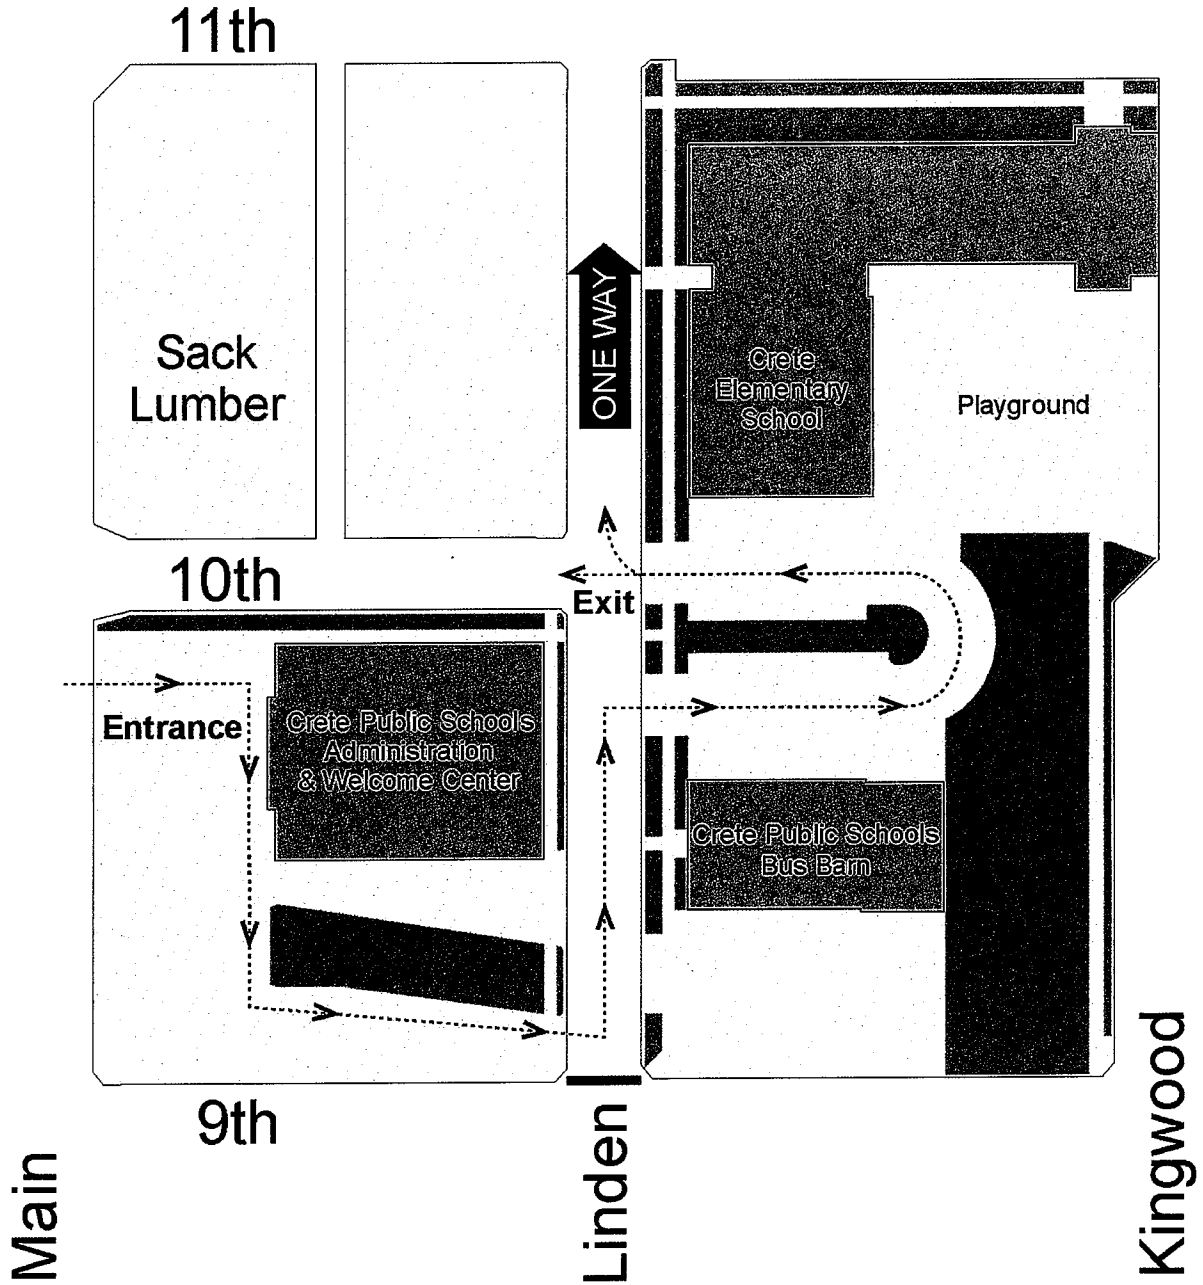 11th
Sack
Lumber
ONE WAY
Crete
Elementary
School
Playground
10th
Exit
Entrance
Crete Public Schools
Administration
& Welcome Center
Crete Public Schools
Bus Barn
9th
Main
Linden
Kingwood